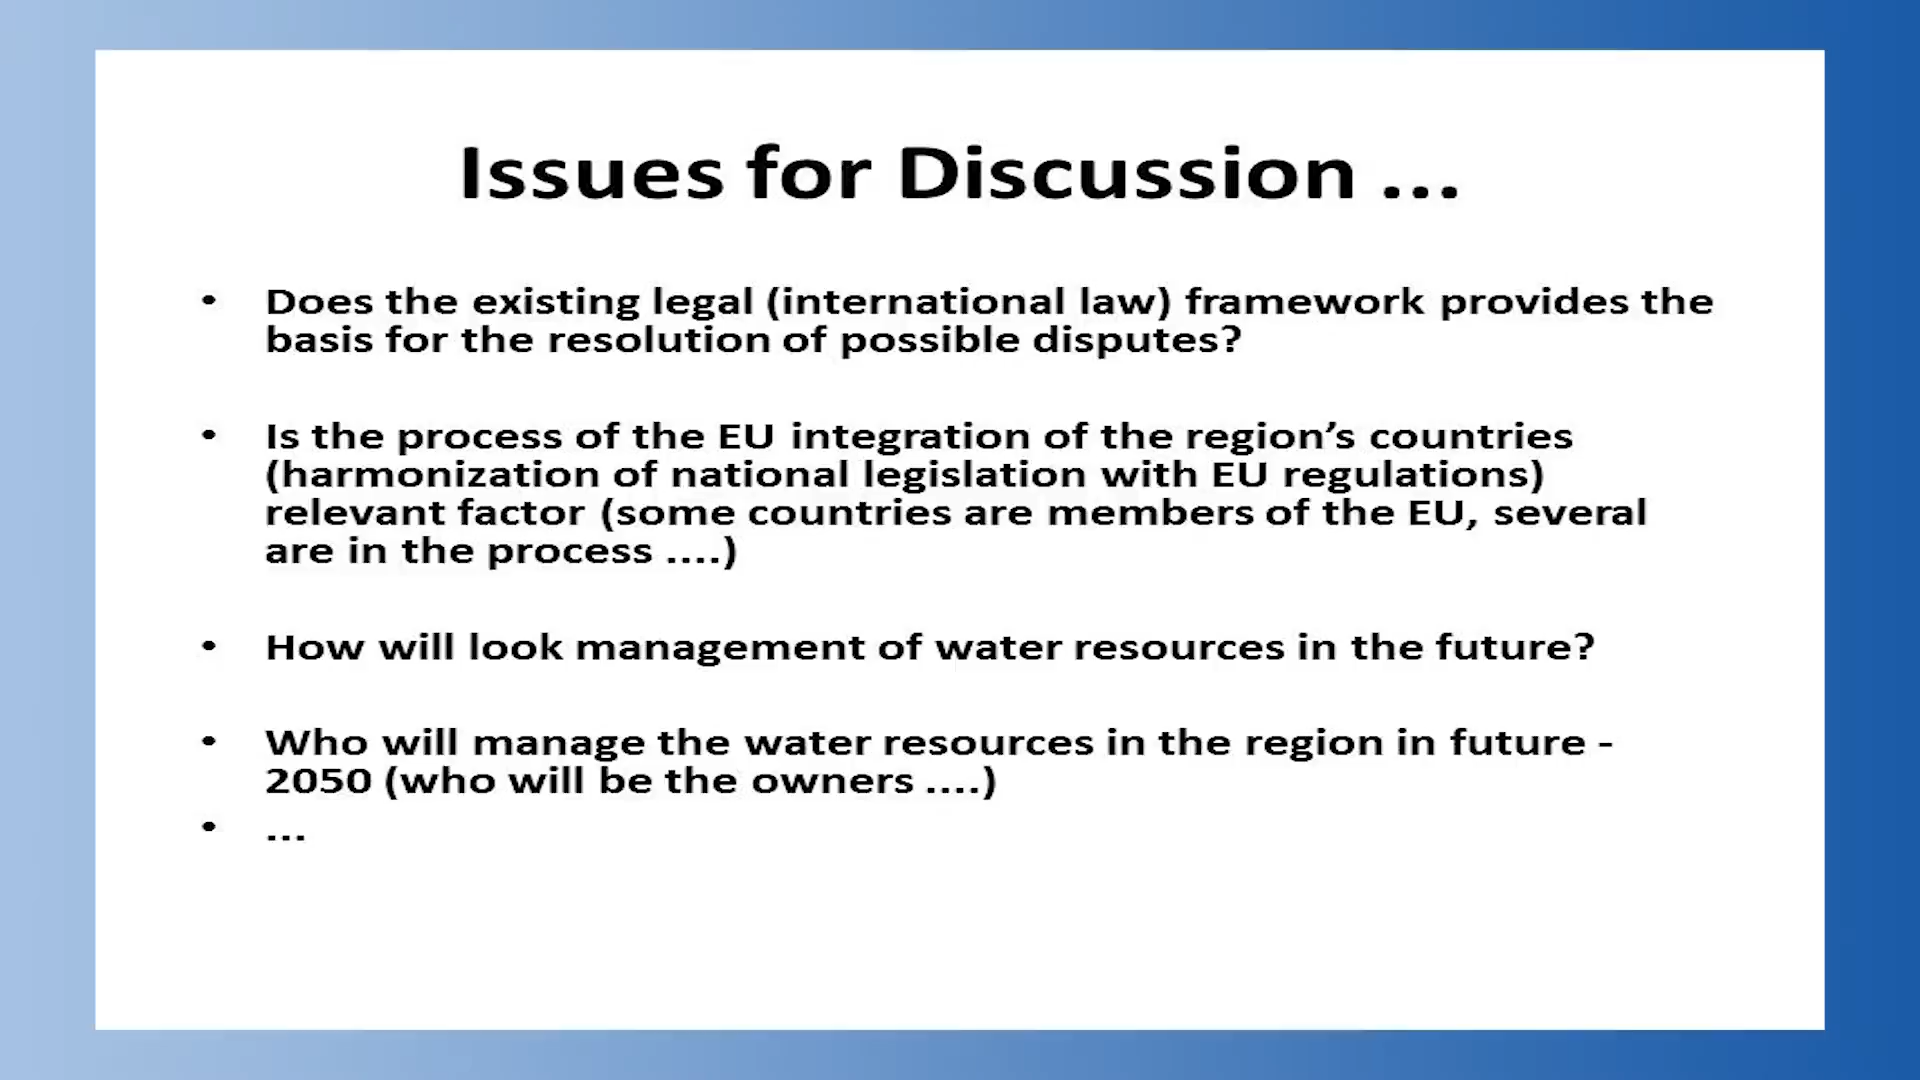 Issues for Discussion ...
• Does the existing legal (international law) framework provides the
basis for the resolution of possible disputes?
• Is the process of the EU integration of the region’s countries
(harmonization of national legislation with EU regulations)
relevant factor (some countries are members of the EU, several
are in the process ....)
• How will look management of water resources in the future?
• Who will manage the water resources in the region in future -
2050 (who will be the owners ....)
• ...